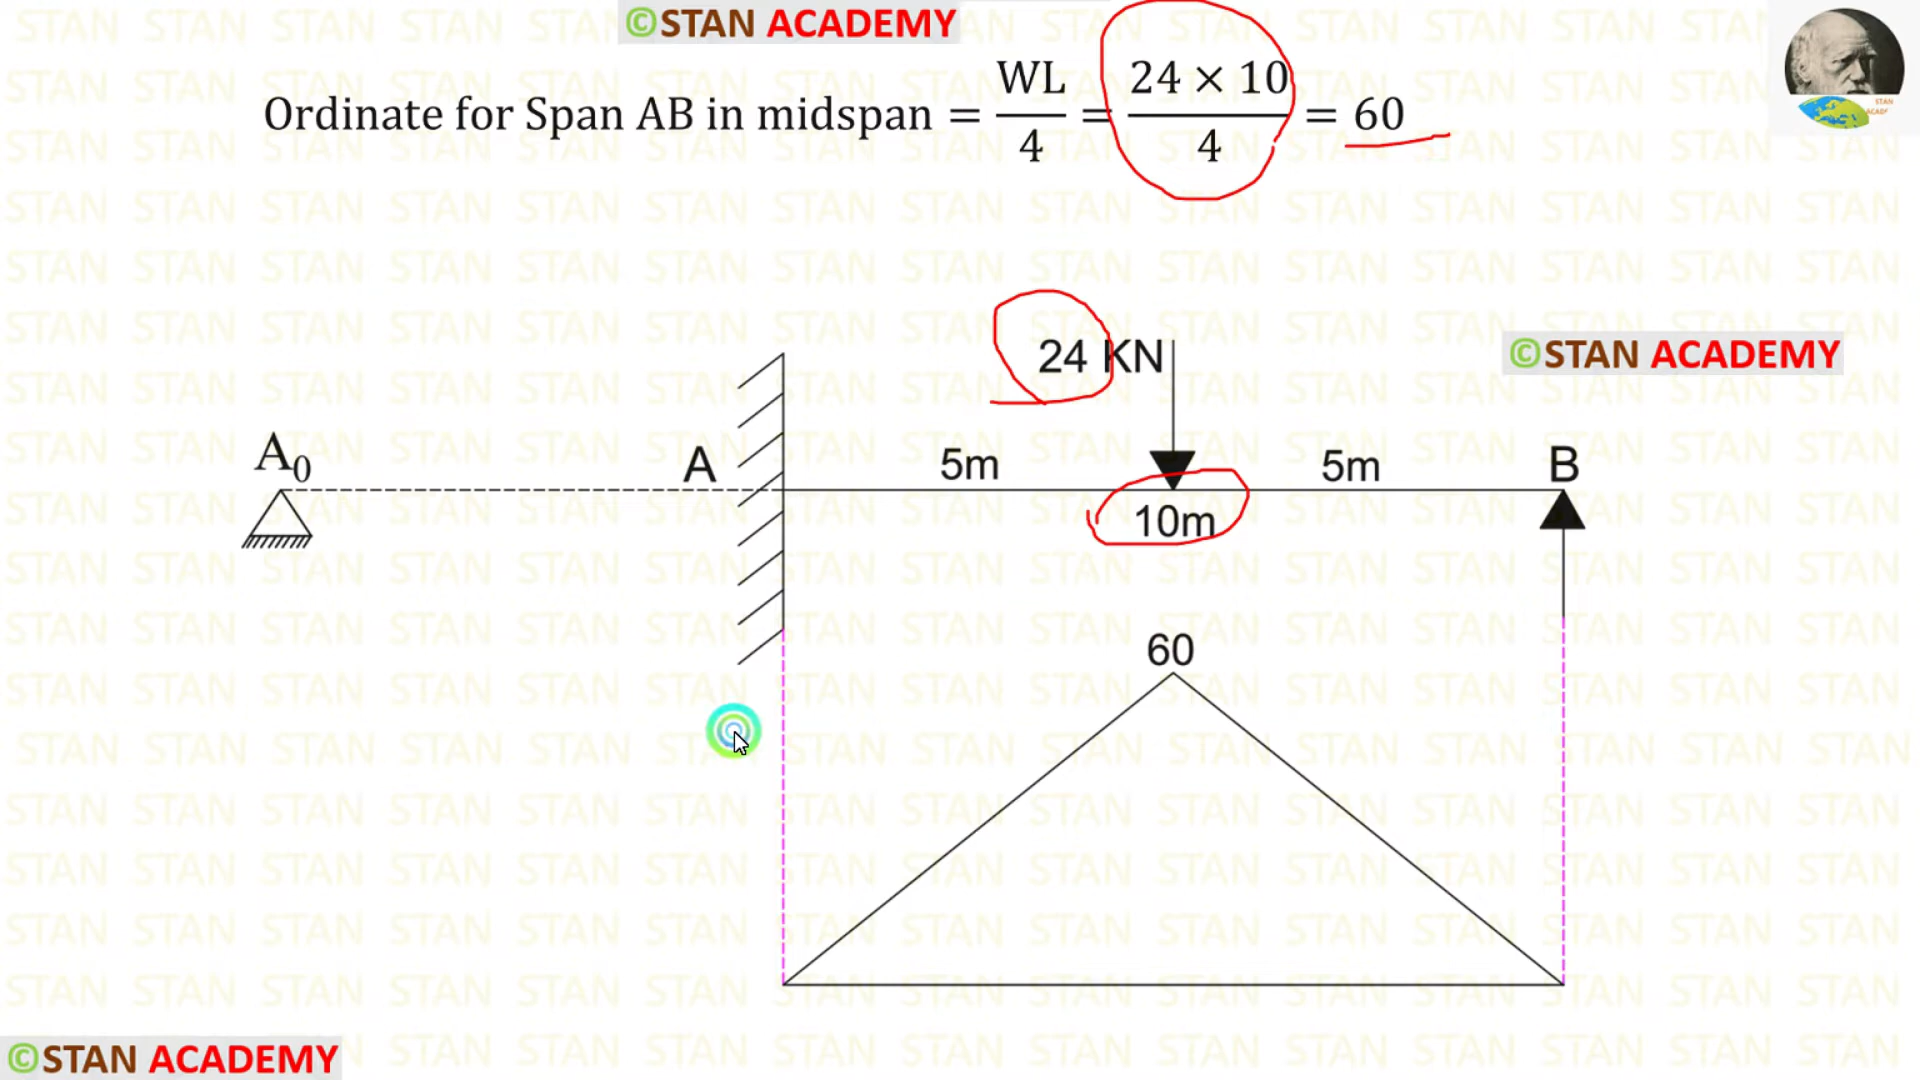 ©STAN ACADEMY
Ordinate for Span AB in midspan = WL/4 = 24 × 10/4 = 60
24 KN
©STAN ACADEMY
A₀
A
5m
5m
B
10m
60
©STAN ACADEMY